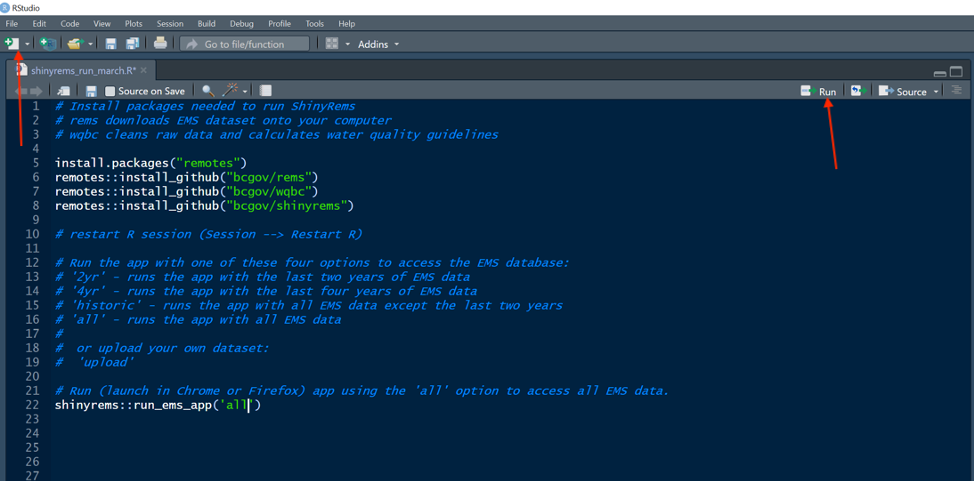 RStudio
File Edit Code View Plots Session Build Debug Profile Tools Help
Go to file/function Addins
shinyrems_run_march.R*
Source on Save Run Source
1 # Install packages needed to run ShinyRems
2 # rems downloads EMS dataset onto your computer
3 # wqbc cleans raw data and calculates water quality guidelines
4
5 install.packages("remotes")
6 remotes::install_github("bcgov/rems")
7 remotes::install_github("bcgov/wqbc")
8 remotes::install_github("bcgov/shinyrems")
9
10 # restart R session (Session --> Restart R)
11
12 # Run the app with one of these four options to access the EMS database:
13 # '2yr' - runs the app with the last two years of EMS data
14 # '4yr' - runs the app with the last four years of EMS data
15 # 'historic' - runs the app with all EMS data except the last two years
16 # 'all' - runs the app with all EMS data
17 #
18 #  or upload your own dataset:
19 #  'upload'
20
21 # Run (launch in Chrome or Firefox) app using the 'all' option to access all EMS data.
22 shinyrems::run_ems_app('all')
23
24
25
26
27